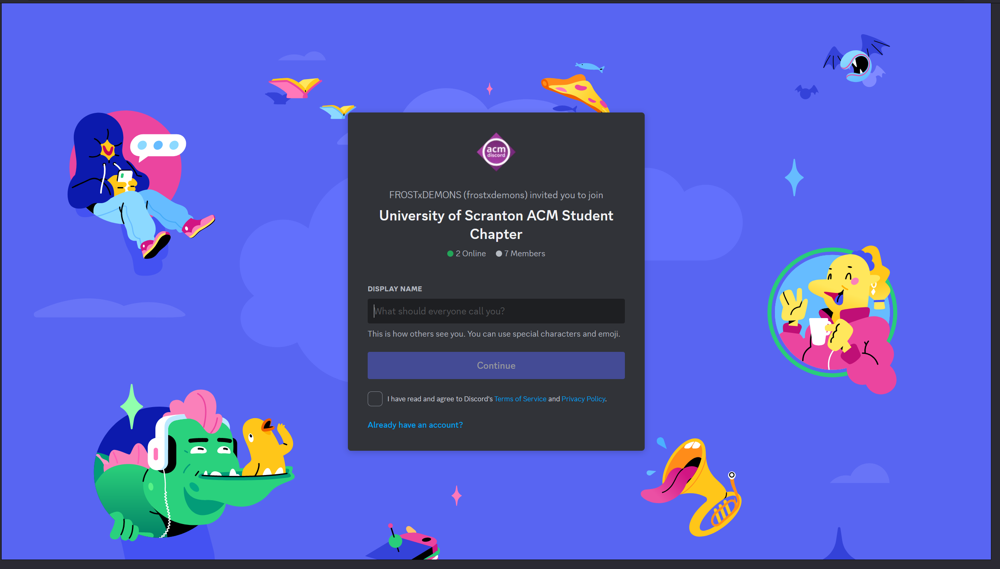 acm
discord
FROSTxDEMONS (frostxdemons) invited you to join
University of Scranton ACM Student
Chapter
2 Online 7 Members
DISPLAY NAME
What should everyone call you?
This is how others see you. You can use special characters and emoji.
Continue
I have read and agree to Discord's Terms of Service and Privacy Policy.
Already have an account?